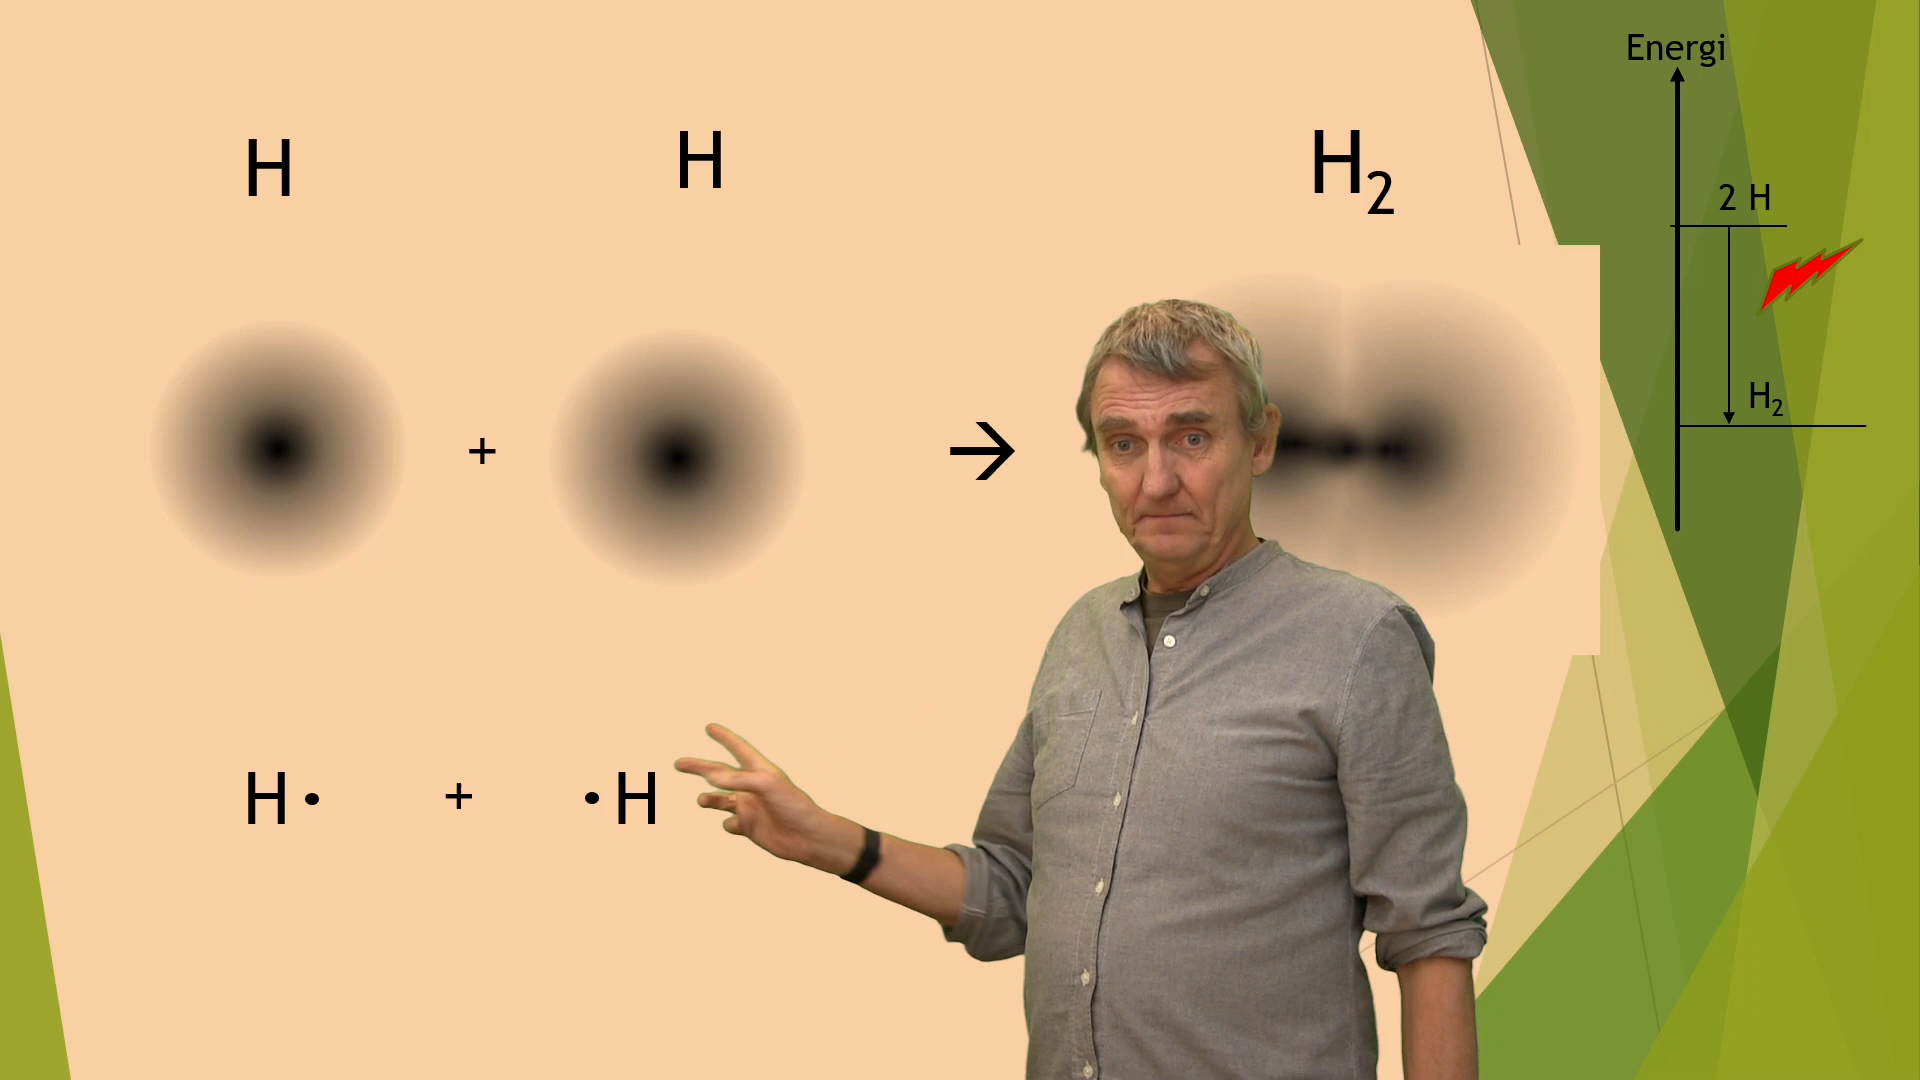 Energi
H H H₂
2 H
H₂
+ →
H• + •H